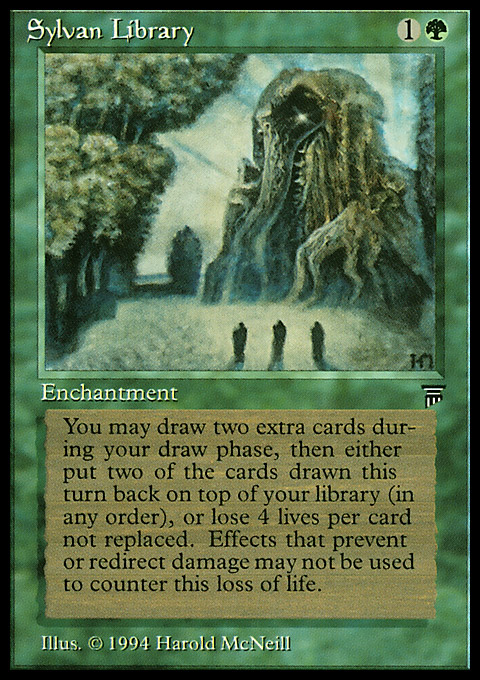 Sylvan Library 1
HM
Enchantment
You may draw two extra cards dur-
ing your draw phase, then either
put two of the cards drawn this
turn back on top of your library (in
any order), or lose 4 lives per card
not replaced. Effects that prevent
or redirect damage may not be used
to counter this loss of life.
Illus. © 1994 Harold McNeill